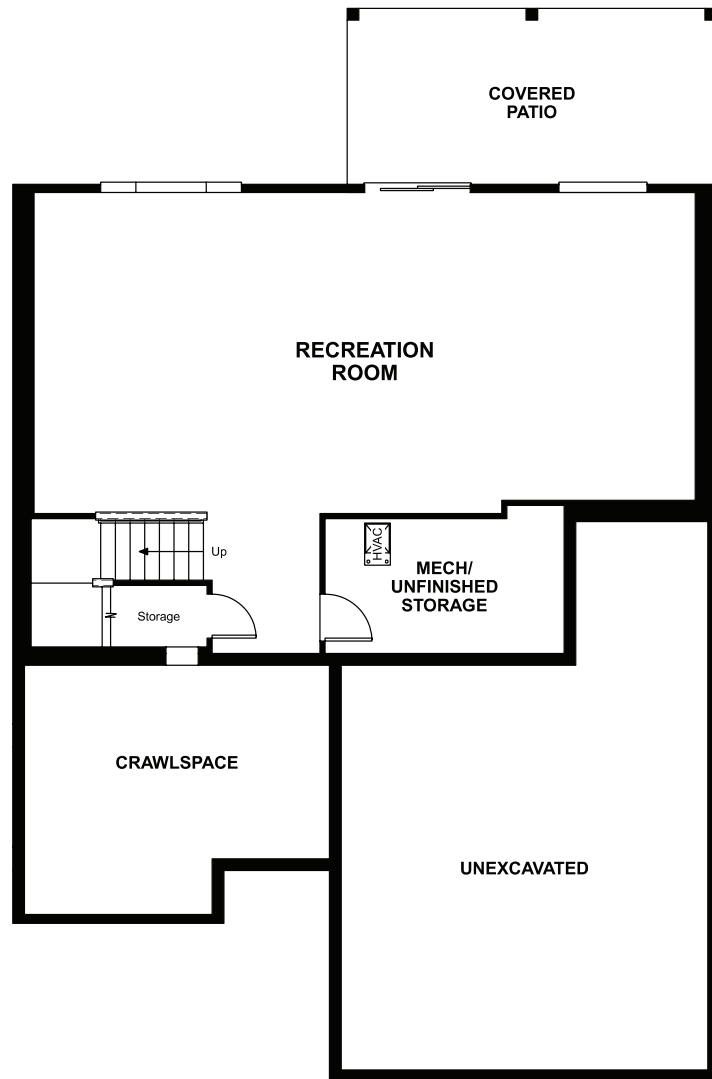 COVERED
PATIO
RECREATION
ROOM
HVAC
MECH/
UNFINISHED
STORAGE
Up
Storage
CRAWLSPACE
UNEXCAVATED